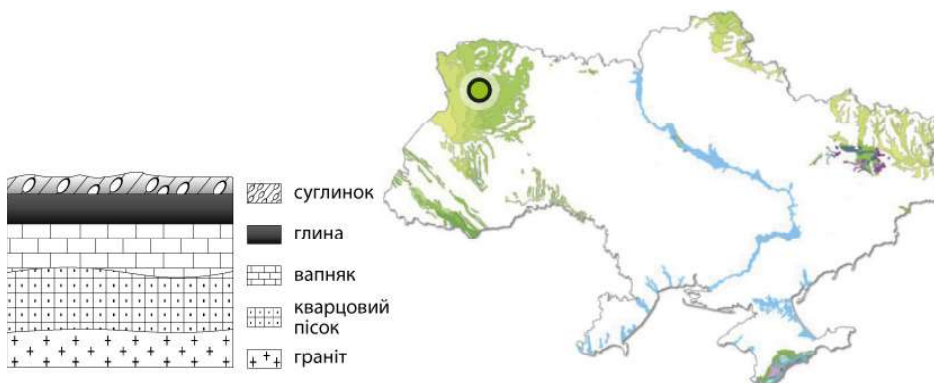 суглинок
глина
вапняк
кварцовий
пісок
граніт